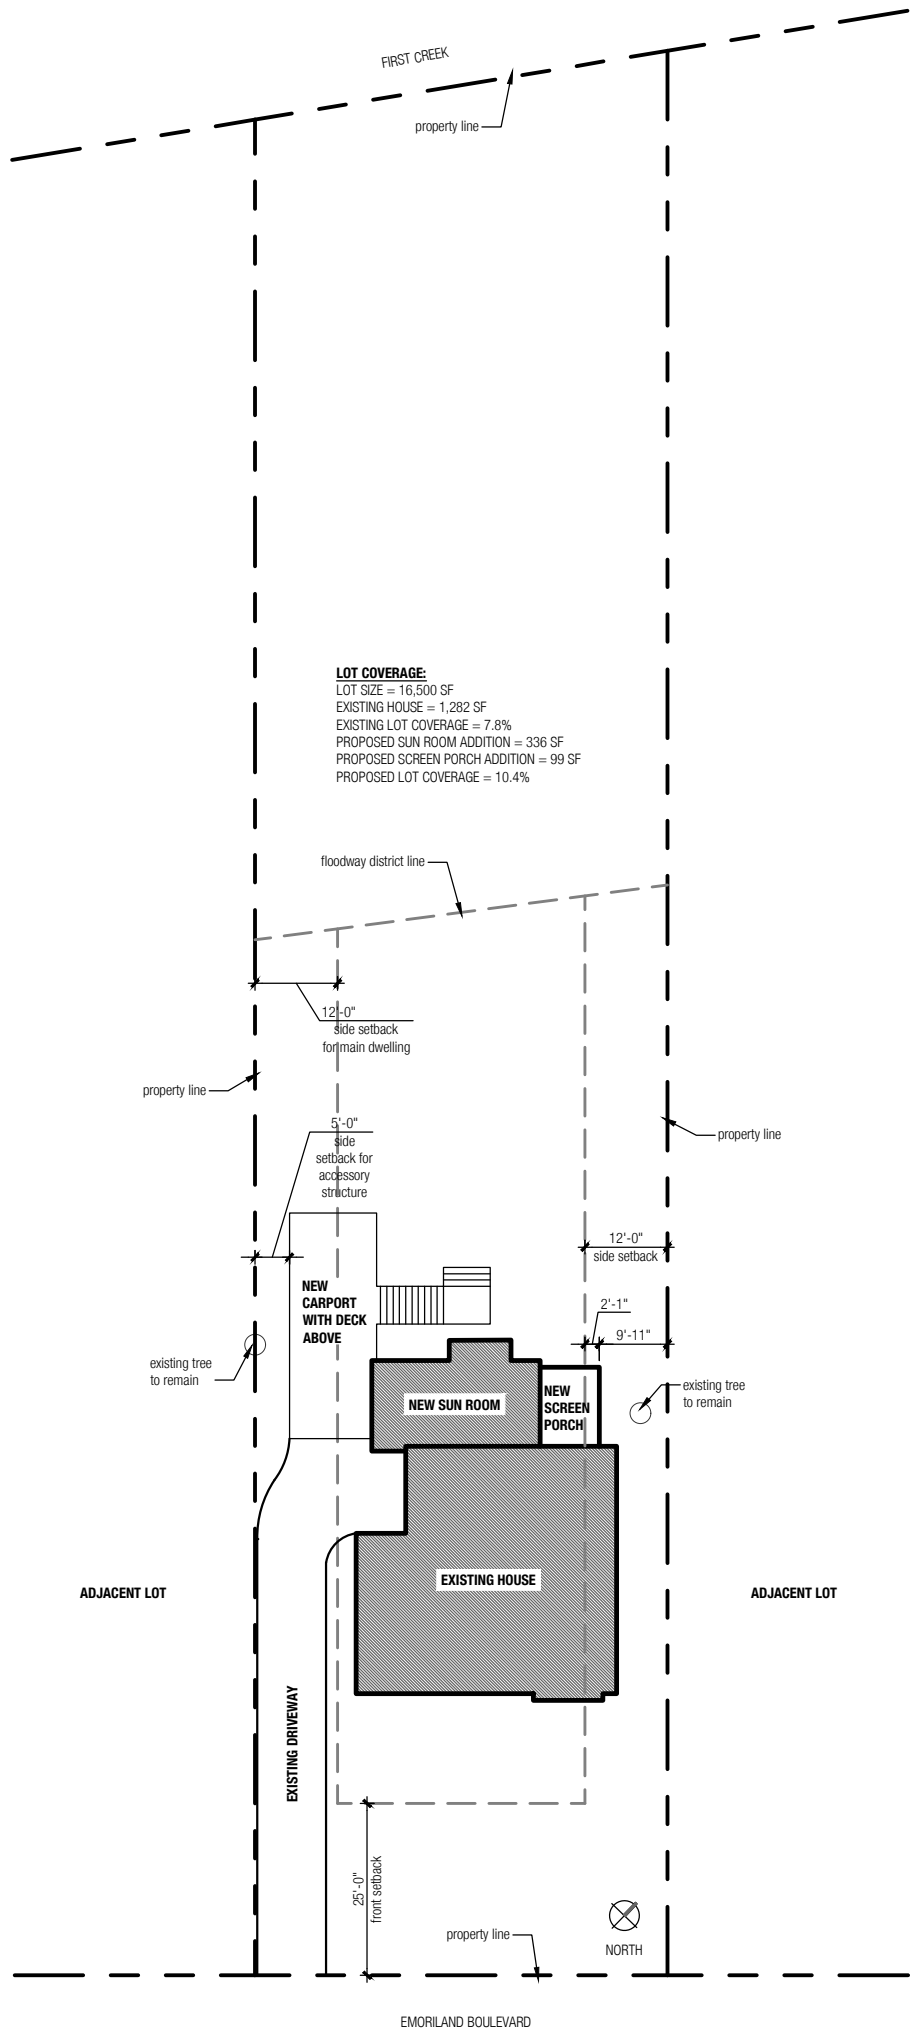 FIRST CREEK
property line
LOT COVERAGE:
LOT SIZE = 16,500 SF
EXISTING HOUSE = 1,282 SF
EXISTING LOT COVERAGE = 7.8%
PROPOSED SUN ROOM ADDITION = 336 SF
PROPOSED SCREEN PORCH ADDITION = 99 SF
PROPOSED LOT COVERAGE = 10.4%
floodway district line
12'-0"
side setback
for main dwelling
property line
5'-0"
side
setback for
accessory
structure
property line
12'-0"
side setback
NEW
CARPORT
WITH DECK
ABOVE
2'-1"
9'-11"
existing tree
to remain
NEW SUN ROOM
NEW
SCREEN
PORCH
existing tree
to remain
EXISTING HOUSE
ADJACENT LOT
ADJACENT LOT
EXISTING DRIVEWAY
25'-0"
front setback
property line
NORTH
EMORILAND BOULEVARD